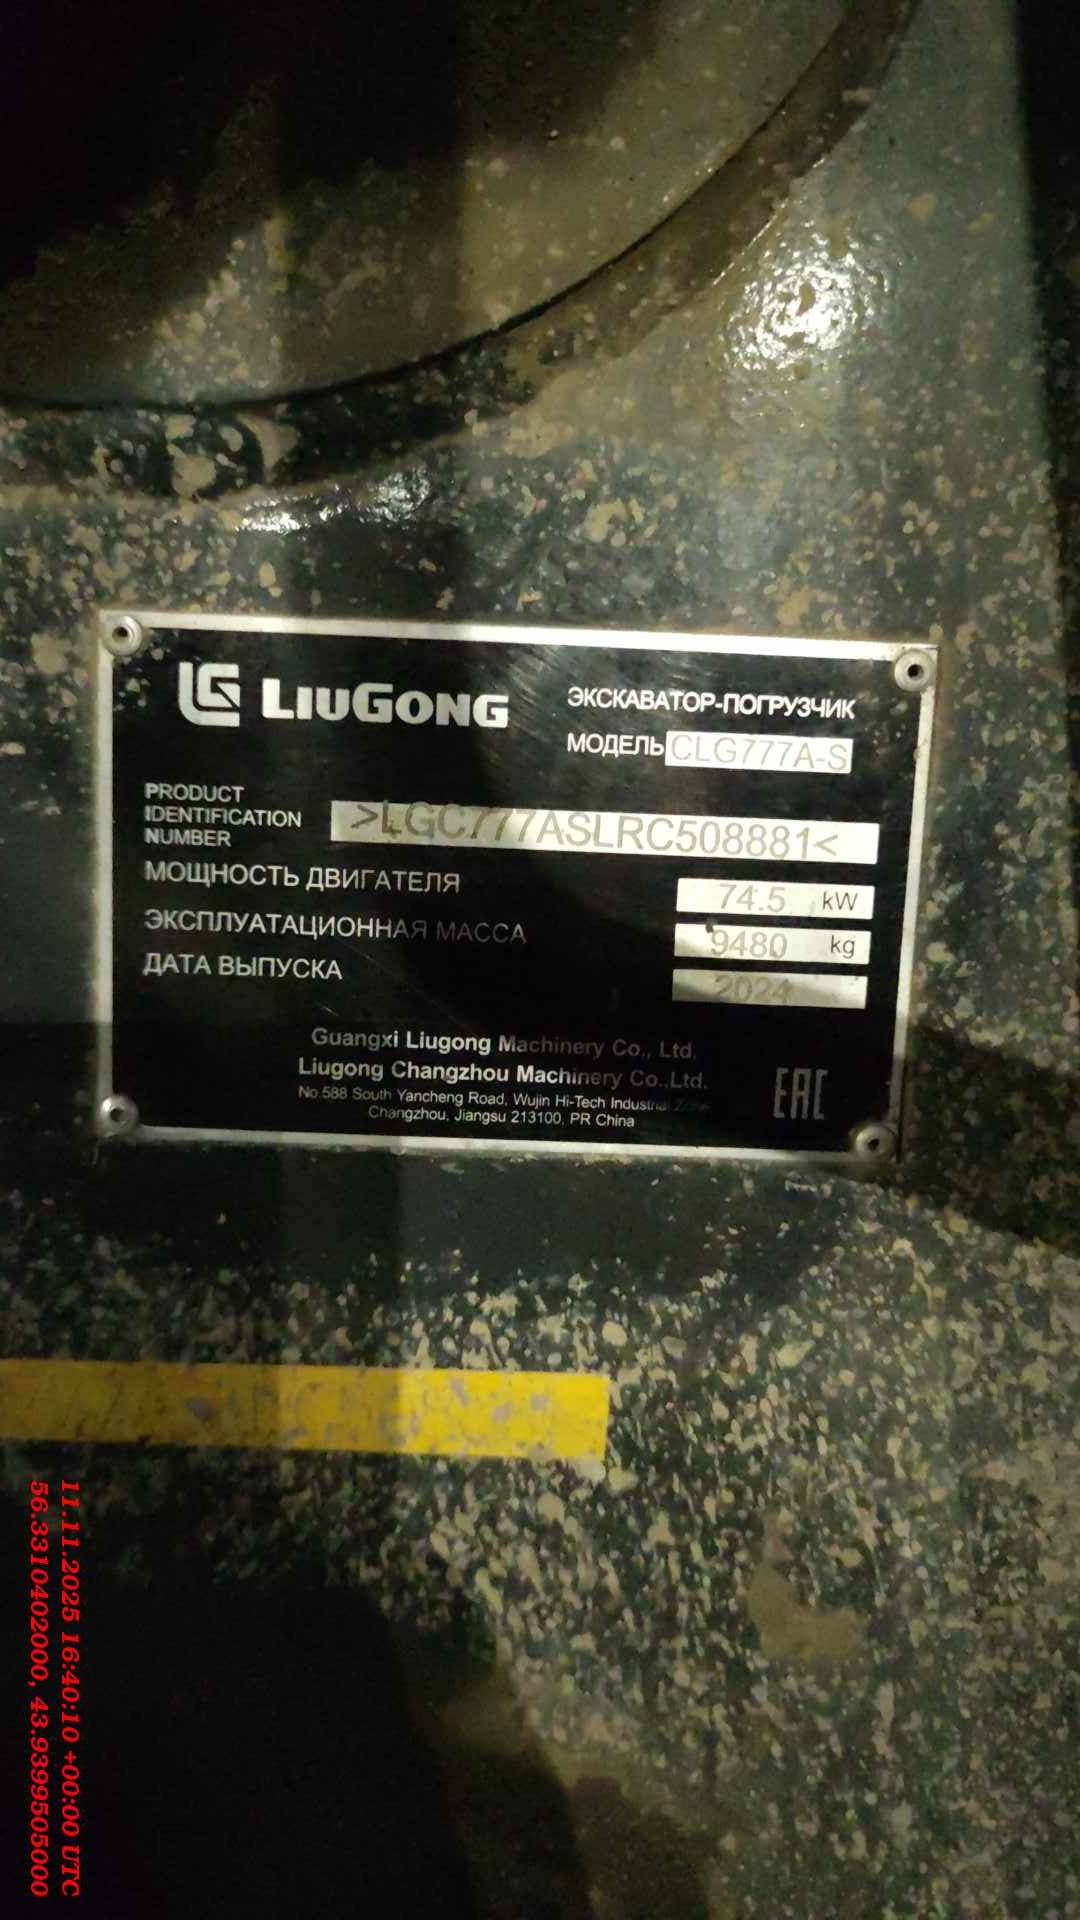 LG LIUGONG
ЭКСКАВАТОР-ПОГРУЗЧИК
МОДЕЛЬ CLG777A-S
PRODUCT
IDENTIFICATION
NUMBER
>LGC777ASLRC508881<
МОЩНОСТЬ ДВИГАТЕЛЯ 74.5 kW
ЭКСПЛУАТАЦИОННАЯ МАССА 9480 kg
ДАТА ВЫПУСКА 2024
Guangxi Liugong Machinery Co., Ltd.
Liugong Changzhou Machinery Co.,Ltd.
No.588 South Yancheng Road, Wujin Hi-Tech Industrial Zone
Changzhou, Jiangsu 213100, PR China
EAC
11.11.2025 16:40:10 +00:00 UTC
56.331402000, 43.939950500